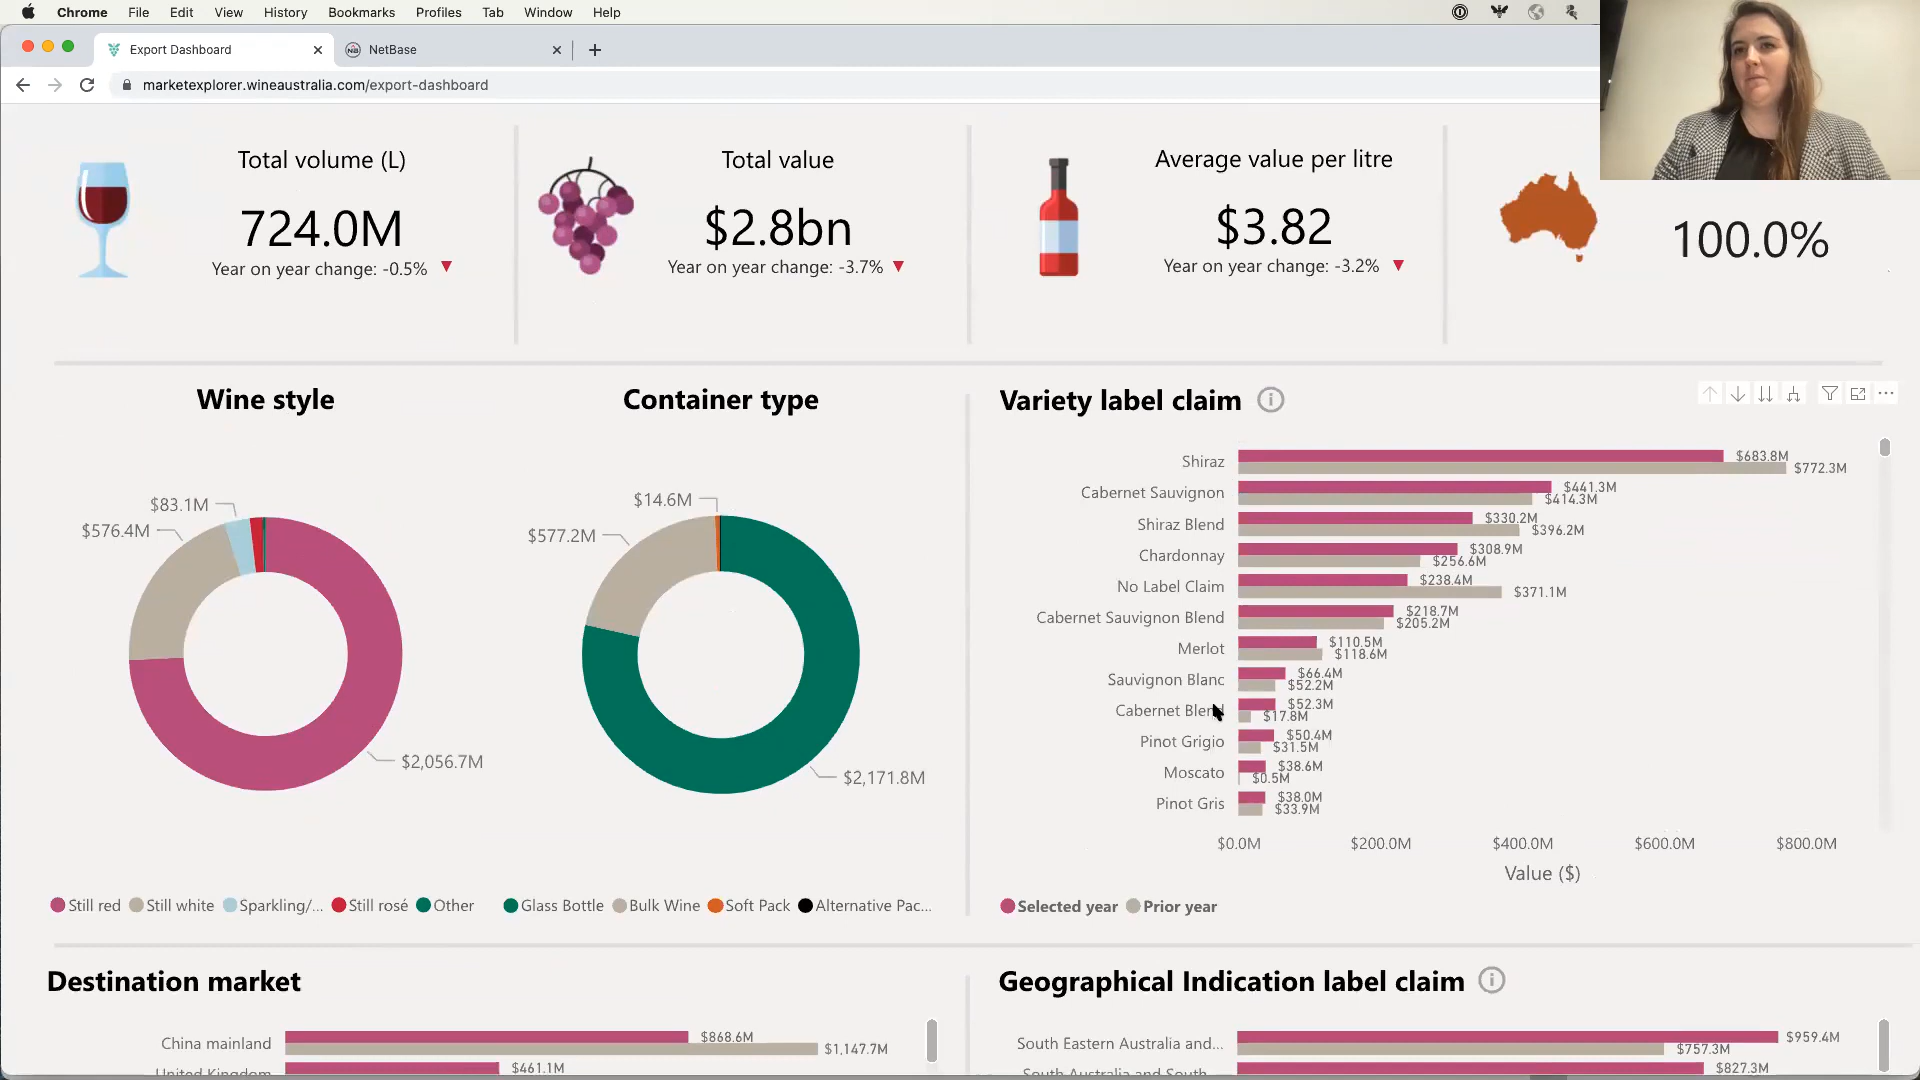 Chrome File Edit View History Bookmarks Profiles Tab Window Help
Export Dashboard
NetBase
marketexplorer.wineaustralia.com/export-dashboard
Total volume (L)
724.0M
Year on year change: -0.5%
Total value
$2.8bn
Year on year change: -3.7%
Average value per litre
$3.82
Year on year change: -3.2%
100.0%
Wine style
$83.1M
$576.4M
$2,056.7M
Still red Still white Sparkling/... Still rosé Other
Container type
$14.6M
$577.2M
$2,171.8M
Glass Bottle Bulk Wine Soft Pack Alternative Pac...
Variety label claim
Shiraz $683.8M
$772.3M
Cabernet Sauvignon $441.3M
$414.3M
Shiraz Blend $330.2M
$396.2M
Chardonnay $308.9M
$256.6M
No Label Claim $238.4M
$371.1M
Cabernet Sauvignon Blend $218.7M
$205.2M
Merlot $110.5M
$118.6M
Sauvignon Blanc $66.4M
$52.2M
Cabernet Blend $52.3M
$17.8M
Pinot Grigio $50.4M
$31.5M
Moscato $38.6M
$0.5M
Pinot Gris $38.0M
$33.9M
$0.0M $200.0M $400.0M $600.0M $800.0M
Value ($)
Selected year Prior year
Destination market
China mainland $868.6M
$1,147.7M
United Kingdom $461.1M
Geographical Indication label claim
South Eastern Australia and... $959.4M
$757.3M
South Australia and South... $827.3M